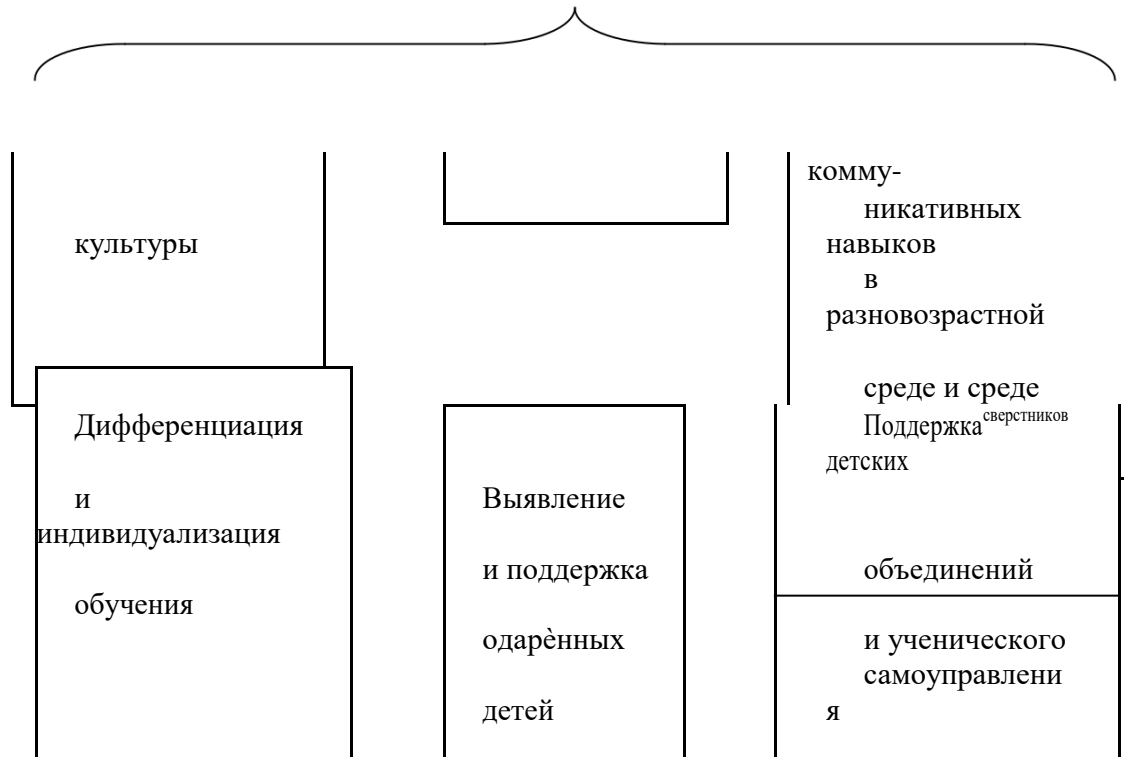 культуры
комму-
никативных
навыков
в
разновозрастной
среде и среде
сверстников
Дифференциация
и
индивидуализация
обучения
Выявление
и поддержка
одарѐнных
детей
Поддержка
детских
объединений
и ученического
самоуправлени
я